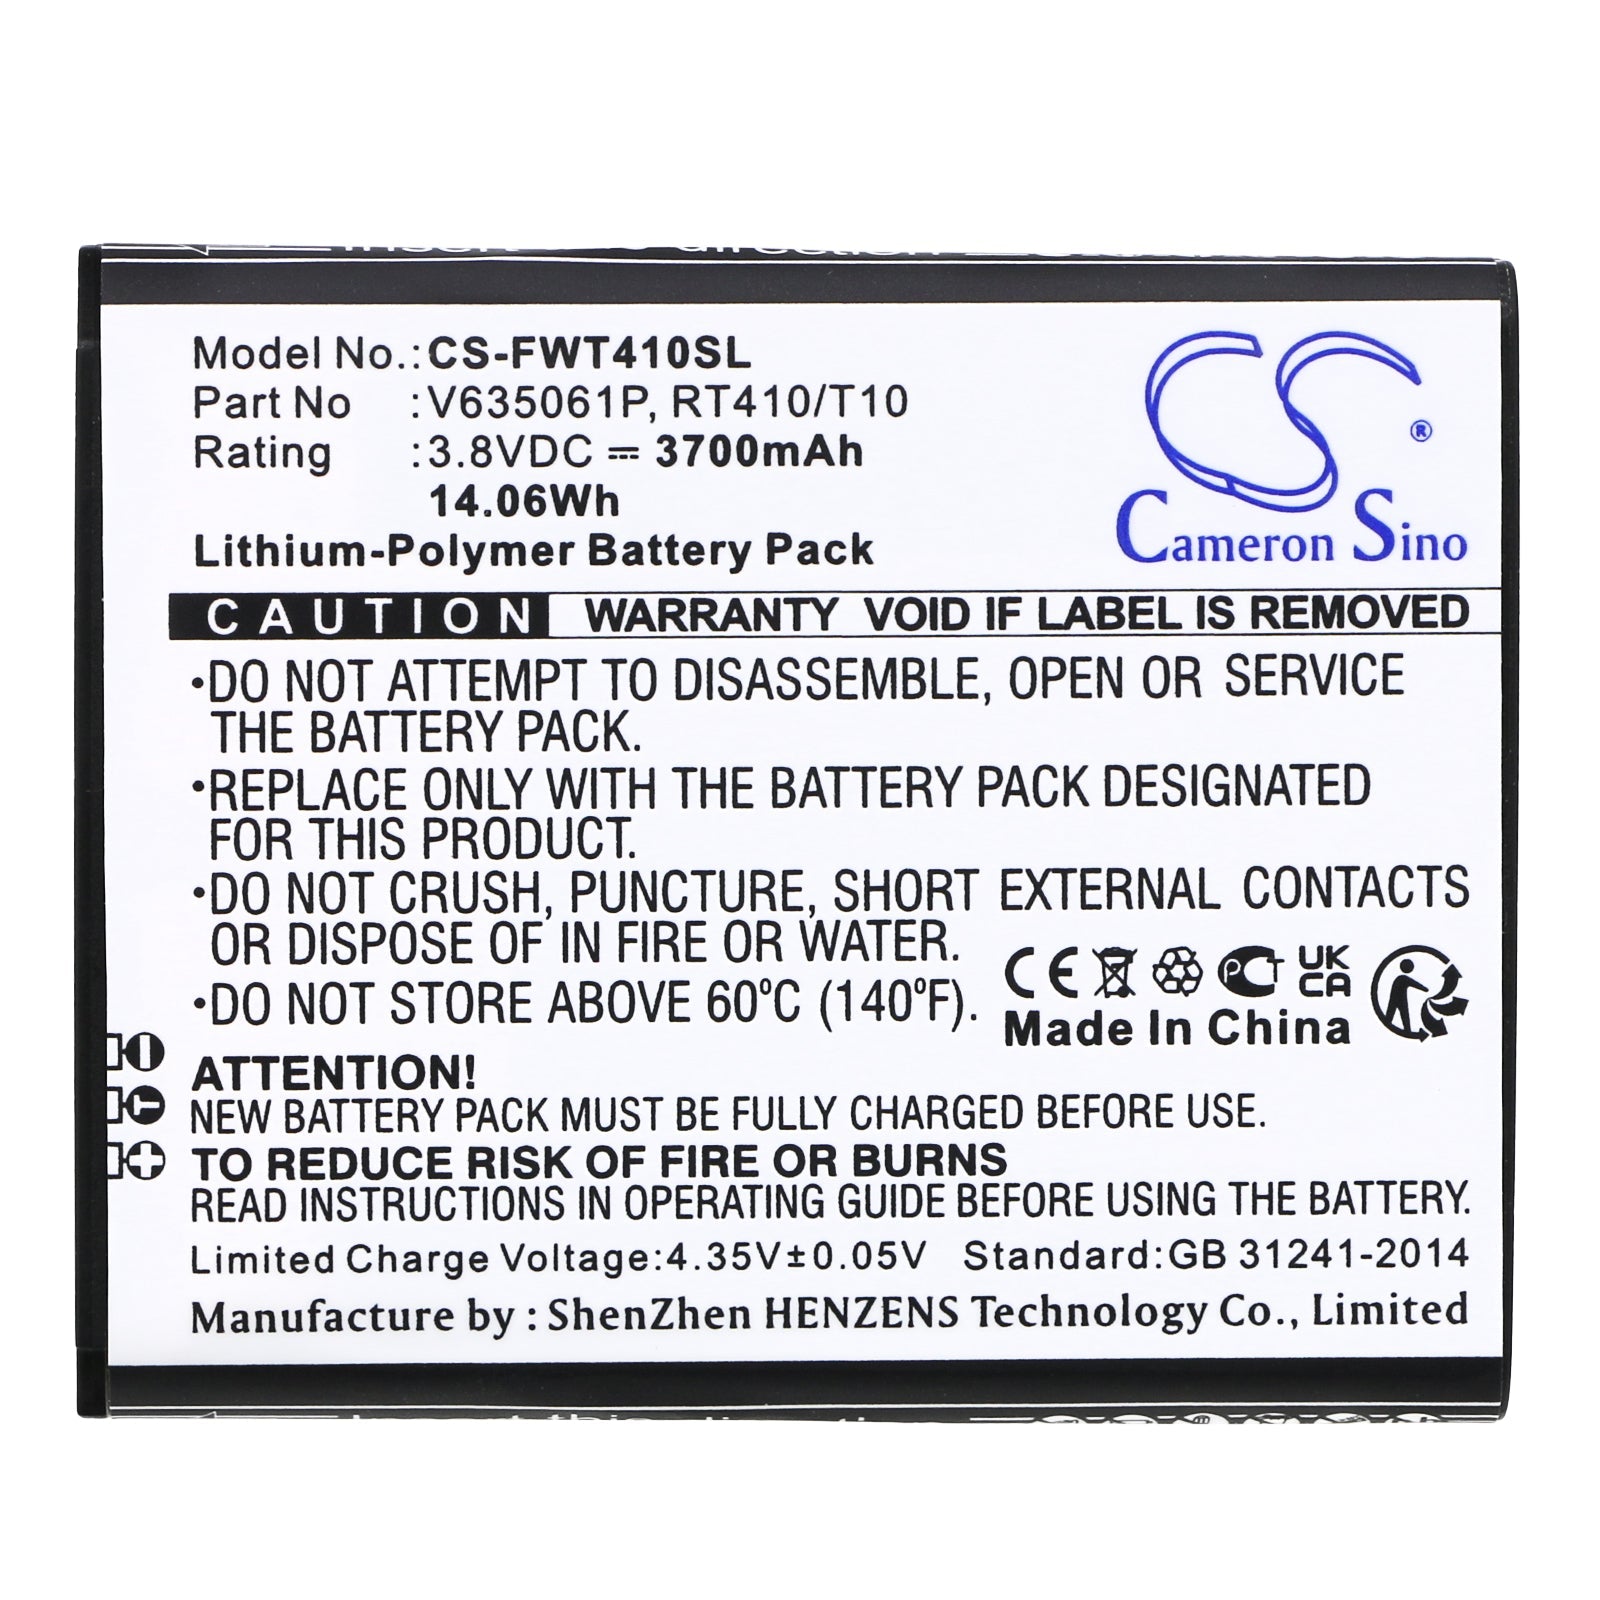 Insert direction
Model No.:CS-FWT410SL
Part No :V635061P, RT410/T10
Rating :3.8VDC ⎓ 3700mAh
14.06Wh
Lithium-Polymer Battery Pack
CS ®
Cameron Sino
CAUTION WARRANTY VOID IF LABEL IS REMOVED
•DO NOT ATTEMPT TO DISASSEMBLE, OPEN OR SERVICE
THE BATTERY PACK.
•REPLACE ONLY WITH THE BATTERY PACK DESIGNATED
FOR THIS PRODUCT.
•DO NOT CRUSH, PUNCTURE, SHORT EXTERNAL CONTACTS
OR DISPOSE OF IN FIRE OR WATER.
•DO NOT STORE ABOVE 60°C (140°F).
CE PCT UK
CA
Made In China
ATTENTION!
NEW BATTERY PACK MUST BE FULLY CHARGED BEFORE USE.
TO REDUCE RISK OF FIRE OR BURNS
READ INSTRUCTIONS IN OPERATING GUIDE BEFORE USING THE BATTERY.
Limited Charge Voltage:4.35V±0.05V Standard:GB 31241-2014
Manufacture by : ShenZhen HENZENS Technology Co., Limited